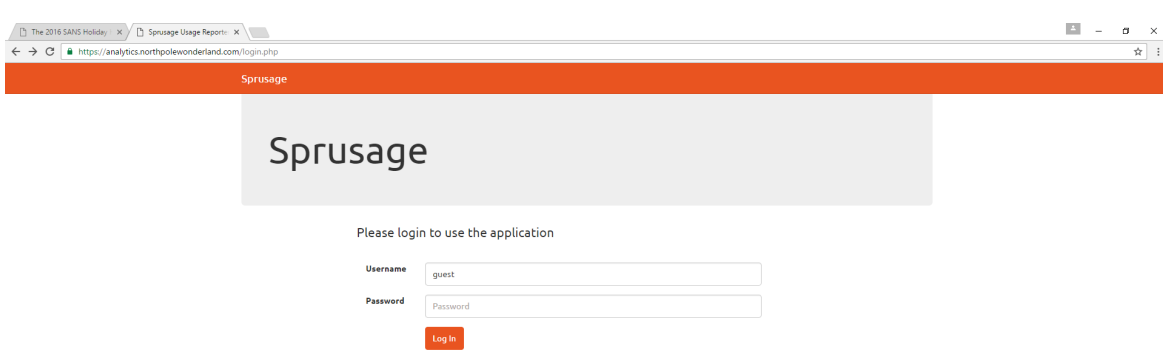 The 2016 SANS Holiday Sprusage Usage Reporte
https://analytics.northpolewonderland.com/login.php
Sprusage
Sprusage
Please login to use the application
Username guest
Password Password
Log In